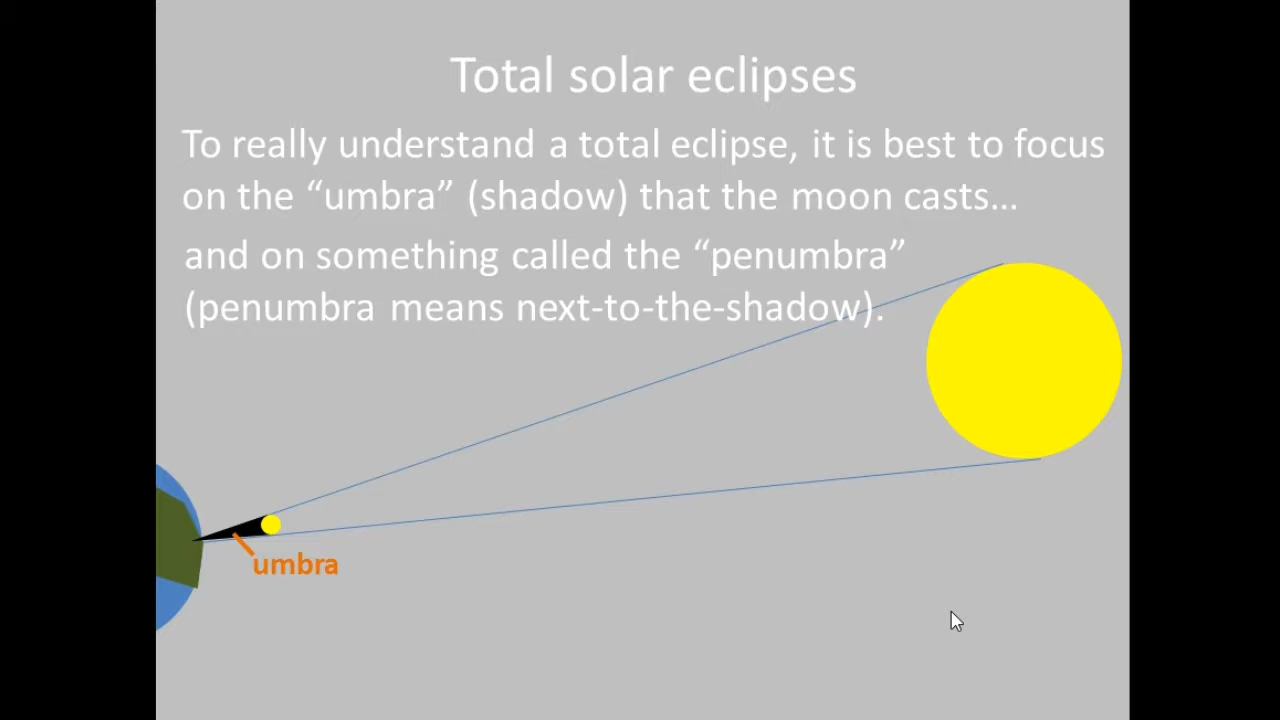 Total solar eclipses
To really understand a total eclipse, it is best to focus
on the “umbra” (shadow) that the moon casts…
and on something called the “penumbra”
(penumbra means next-to-the-shadow).
umbra